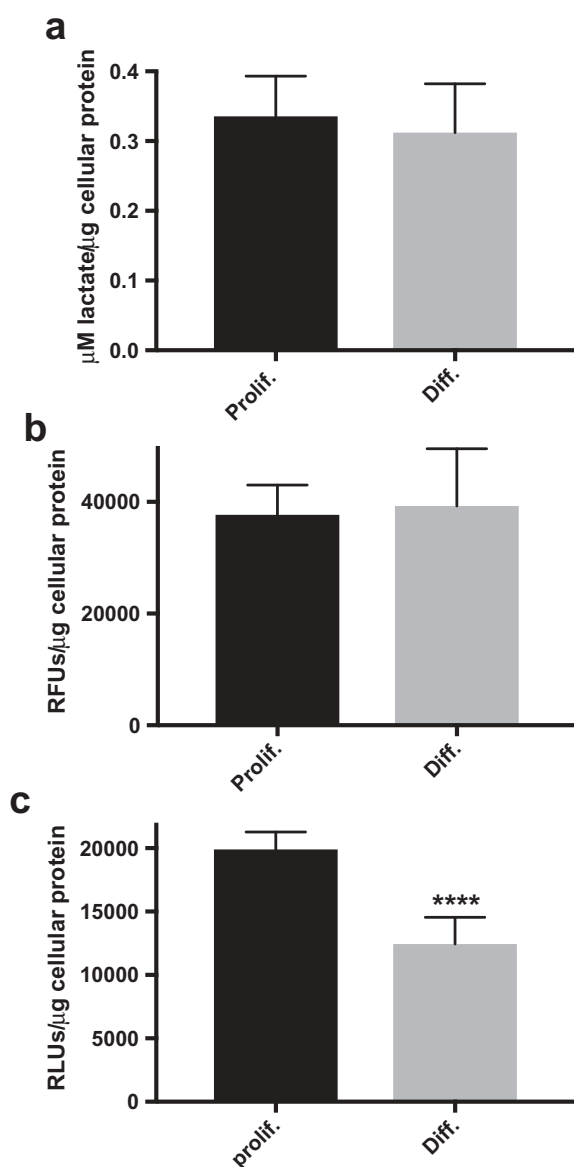 a
μM lactate/μg cellular protein
0.4
0.3
0.2
0.1
0.0
Prolif.
Diff.
b
RFUs/μg cellular protein
40000
20000
0
Prolif.
Diff.
c
RLUs/μg cellular protein
20000
15000
10000
5000
0
****
prolif.
Diff.